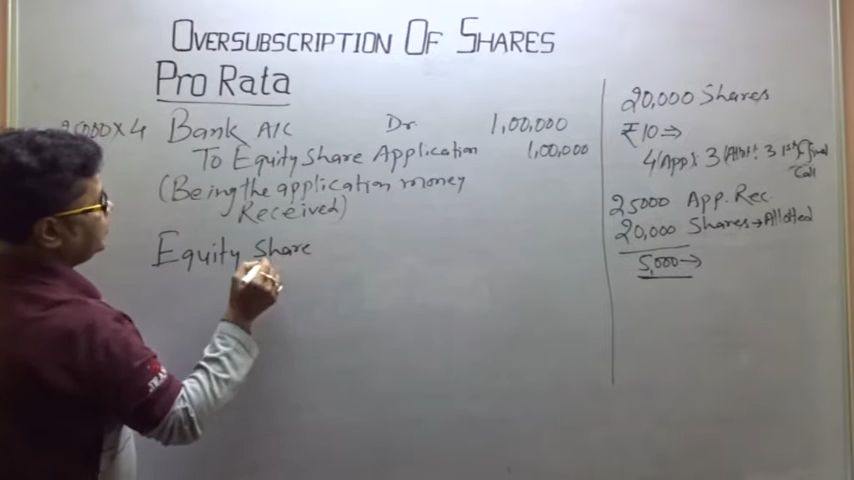 OVERSUBSCRIPTION OF SHARES
Pro Rata
25000 x 4 Bank A/C Dr. 1,00,000
To Equity Share Application 1,00,000
(Being the application money
Received)
Equity Share
20,000 Shares
₹10 ⇒
4 (App) 3 (Allot) 3 1st & final
Call
25000 App. Rec.
20,000 Shares → Allotted
5,000 →